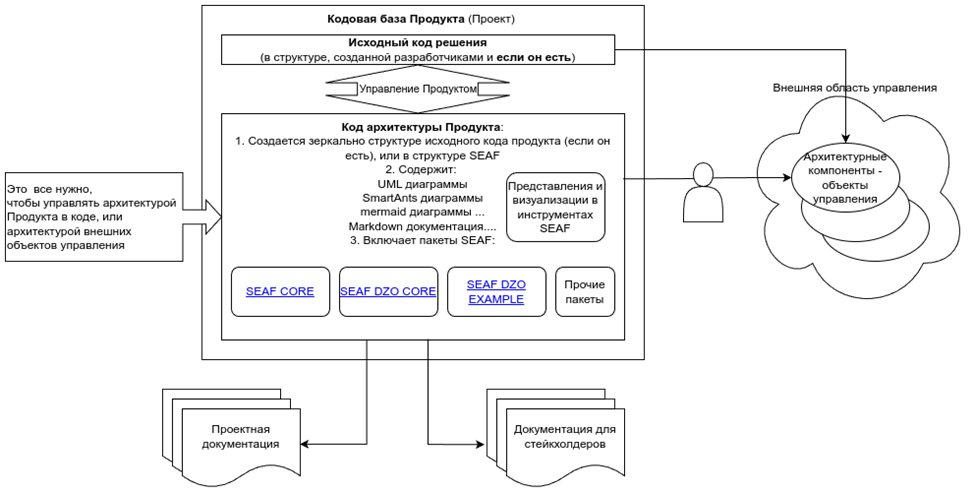 Кодовая база Продукта (Проект)
Исходный код решения
(в структуре, созданной разработчиками и если он есть)
Управление Продуктом
Код архитектуры Продукта:
1. Создается зеркально структуре исходного кода продукта (если он
есть), или в структуре SEAF
2. Содержит:
UML диаграммы
SmartAnts диаграммы
mermaid диаграммы ...
Markdown документация....
3. Включает пакеты SEAF:
Представления и
визуализации в
инструментах
SEAF
SEAF CORE
SEAF DZO CORE
SEAF DZO
EXAMPLE
Прочие
пакеты
Это все нужно,
чтобы управлять архитектурой
Продукта в коде, или
архитектурой внешних
объектов управления
Внешняя область управления
Архитектурные
компоненты -
объекты
управления
Проектная
документация
Документация для
стейкхолдеров